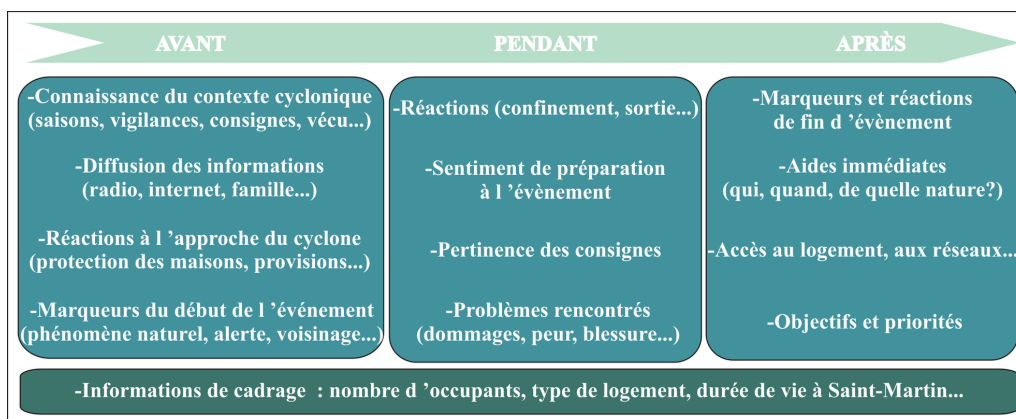 AVANT
PENDANT
APRÈS
-Connaissance du contexte cyclonique
(saisons, vigilances, consignes, vécu...)
-Diffusion des informations
(radio, internet, famille...)
-Réactions à l ’approche du cyclone
(protection des maisons, provisions...)
-Marqueurs du début de l ’événement
(phénomène naturel, alerte, voisinage...)
-Réactions (confinement, sortie...)
-Sentiment de préparation
à l ’évènement
-Pertinence des consignes
-Problèmes rencontrés
(dommages, peur, blessure...)
-Marqueurs et réactions
de fin d ’évènement
-Aides immédiates
(qui, quand, de quelle nature?)
-Accès au logement, aux réseaux...
-Objectifs et priorités
-Informations de cadrage : nombre d ’occupants, type de logement, durée de vie à Saint-Martin...